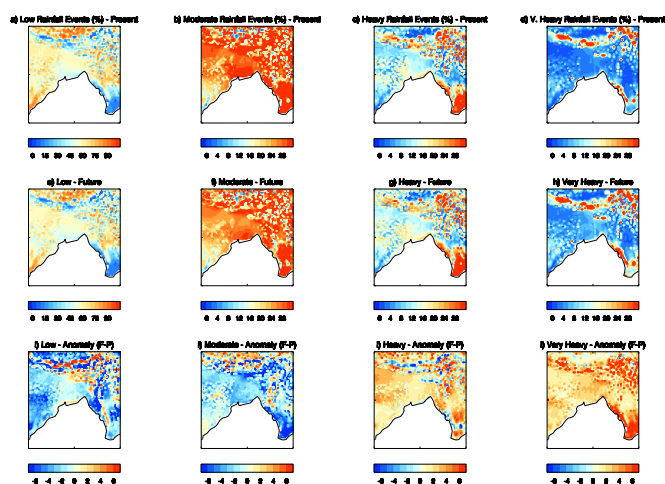 a) Low Rainfall Events (%) - Present
b) Moderate Rainfall Events (%) - Present
c) Heavy Rainfall Events (%) - Present
d) V. Heavy Rainfall Events (%) - Present
0 15 30 45 60 75 90
0 4 8 12 16 20 24 28
0 4 8 12 16 20 24 28
0 4 8 12 16 20 24 28
e) Low - Future
f) Moderate - Future
g) Heavy - Future
h) Very Heavy - Future
0 15 30 45 60 75 90
0 4 8 12 16 20 24 28
0 4 8 12 16 20 24 28
0 4 8 12 16 20 24 28
Low - Anomaly (F-P)
Moderate - Anomaly (F-P)
Heavy - Anomaly (F-P)
Very Heavy - Anomaly (F-P)
-6 -4 -2 0 2 4 6
-6 -4 -2 0 2 4 6
-6 -4 -2 0 2 4 6
-6 -4 -2 0 2 4 6